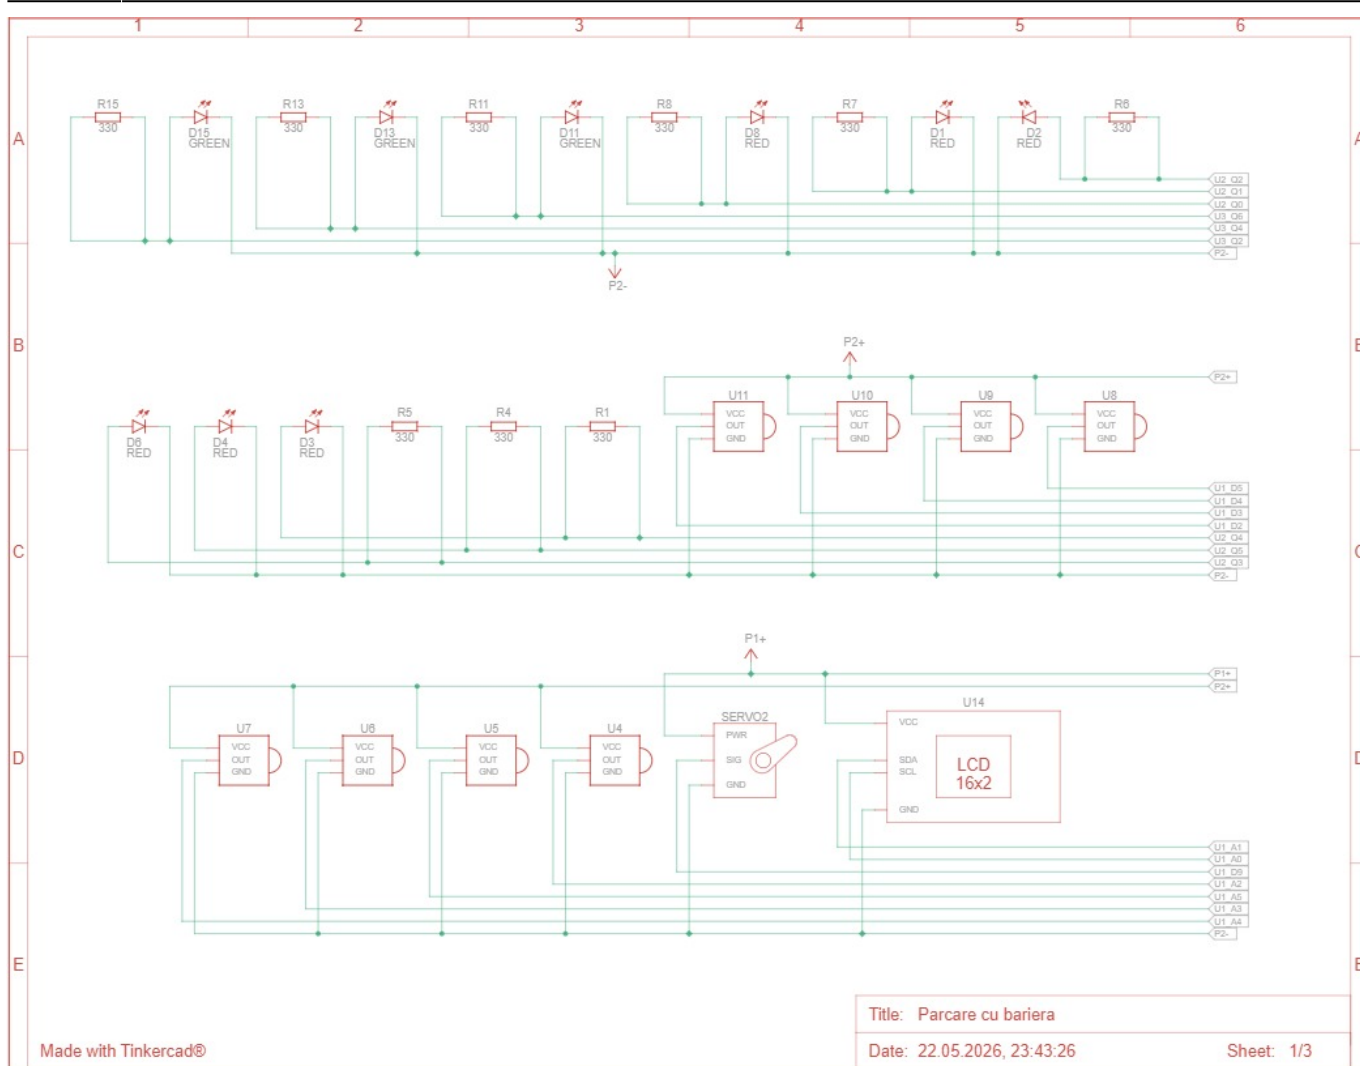 1 2 3 4 5 6
A
R15 R13 R11 R8 R7 R6
330 330 330 330 330 330
D15 D13 D11 D8 D1 D2
GREEN GREEN GREEN RED RED RED
U2_Q2
U2_Q1
U2_Q0
U3_Q6
U3_Q4
U3_Q2
P2-
P2-
B
P2+
P2+
U11 U10 U9 U8
VCC VCC VCC VCC
OUT OUT OUT OUT
GND GND GND GND
R5 R4 R1
330 330 330
D6 D4 D3
RED RED RED
U1_D5
U1_D4
U1_D3
U1_D2
U2_Q4
U2_Q5
U2_Q3
P2-
C
P1+
P1+
P2+
U7 U6 U5 U4
VCC VCC VCC VCC
OUT OUT OUT OUT
GND GND GND GND
SERVO2
PWR
SIG
GND
U14
VCC
SDA
SCL
GND
LCD
16x2
D
U1_A1
U1_A0
U1_D9
U1_A2
U1_A5
U1_A3
U1_A4
P2-
E
Title: Parcare cu bariera
Made with Tinkercad®
Date: 22.05.2026, 23:43:26 Sheet: 1/3